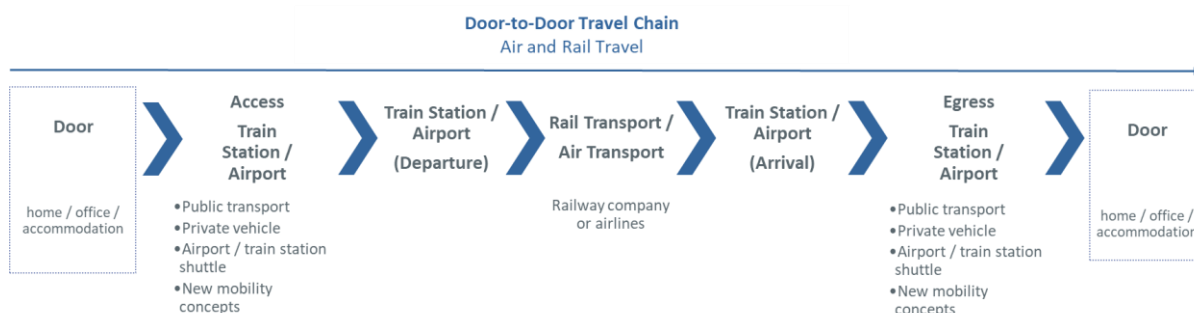 Door-to-Door Travel Chain
Air and Rail Travel
Door
home / office /
accommodation
Access
Train
Station /
Airport
•Public transport
•Private vehicle
•Airport / train station
shuttle
•New mobility
concepts
Train Station /
Airport
(Departure)
Rail Transport /
Air Transport
Railway company
or airlines
Train Station /
Airport
(Arrival)
Egress
Train
Station /
Airport
•Public transport
•Private vehicle
•Airport / train station
shuttle
•New mobility
concepts
Door
home / office /
accommodation